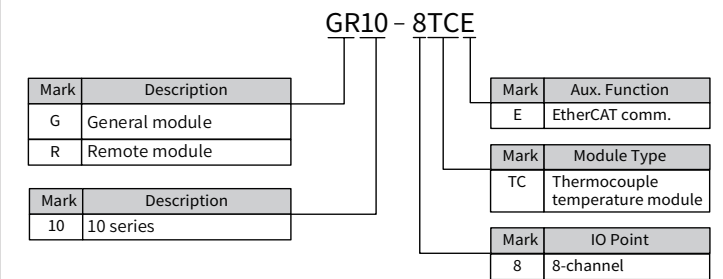 GR10 – 8TCE
Mark Description
G General module
R Remote module
Mark Description
10 10 series
Mark Aux. Function
E EtherCAT comm.
Mark Module Type
TC Thermocouple
temperature module
Mark IO Point
8 8-channel